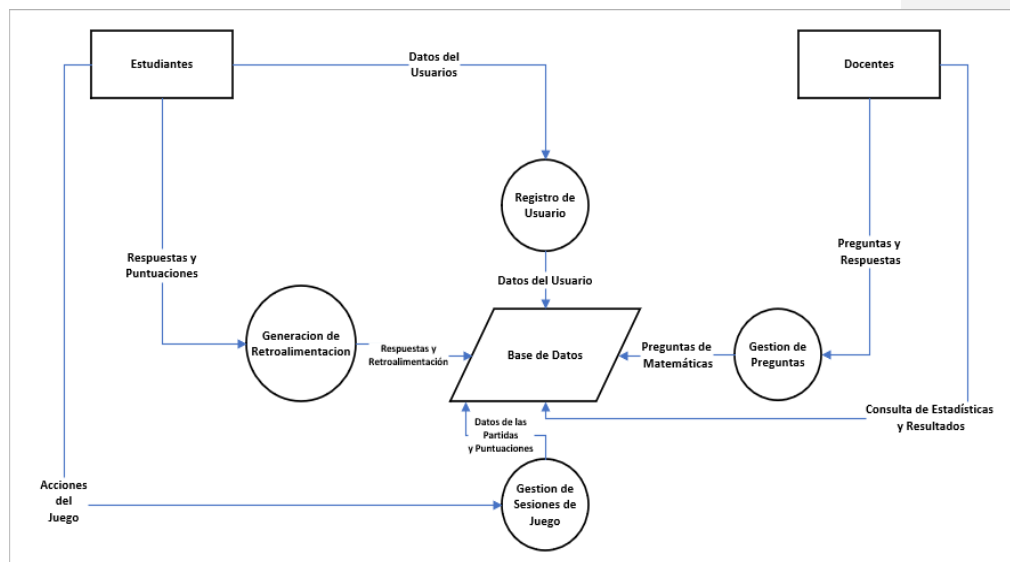 Estudiantes
Datos del
Usuarios
Docentes
Registro de
Usuario
Respuestas y
Puntuaciones
Preguntas y
Respuestas
Datos del Usuario
Generacion de
Retroalimentacion
Respuestas y
Retroalimentación
Base de Datos
Preguntas de
Matemáticas
Gestion de
Preguntas
Consulta de Estadísticas
y Resultados
Datos de las
Partidas
y Puntuaciones
Acciones
del
Juego
Gestion de
Sesiones de
Juego